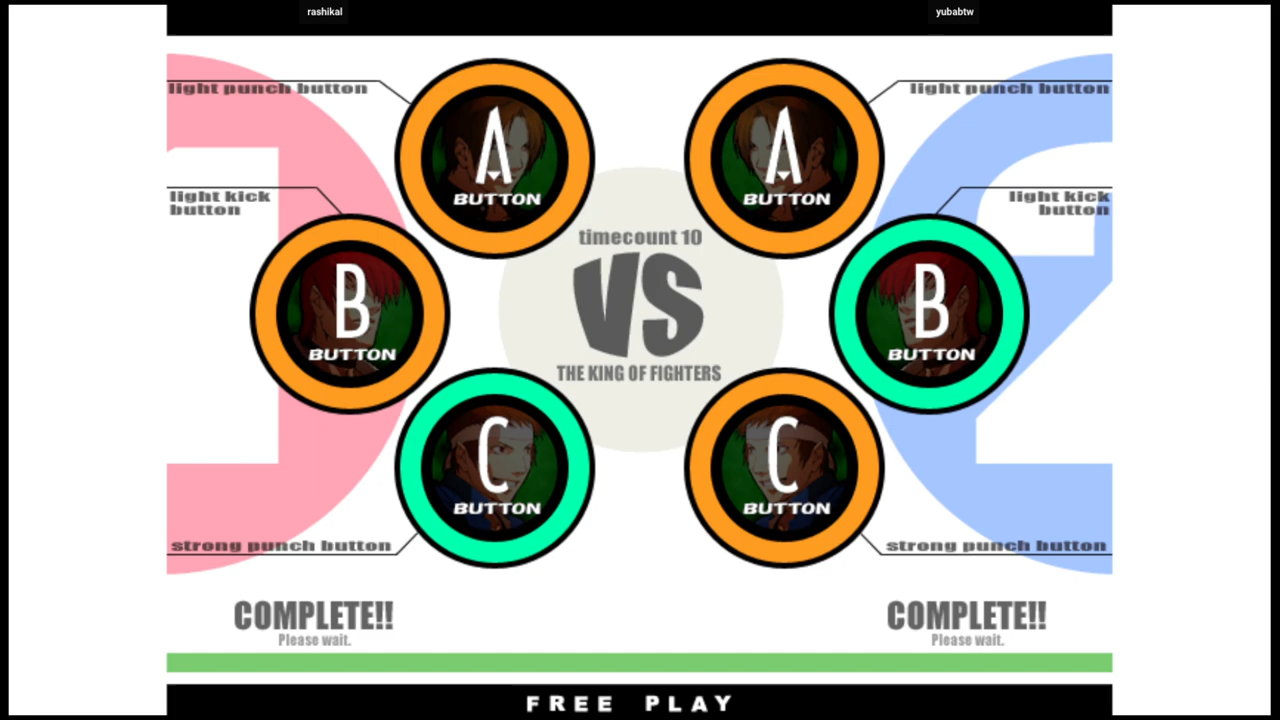 rashikal
yubabtw
light punch button
light punch button
A
BUTTON
A
BUTTON
light kick
button
light kick
button
B
BUTTON
B
BUTTON
timecount 10
VS
THE KING OF FIGHTERS
C
BUTTON
C
BUTTON
strong punch button
strong punch button
COMPLETE!!
Please wait.
COMPLETE!!
Please wait.
FREE PLAY